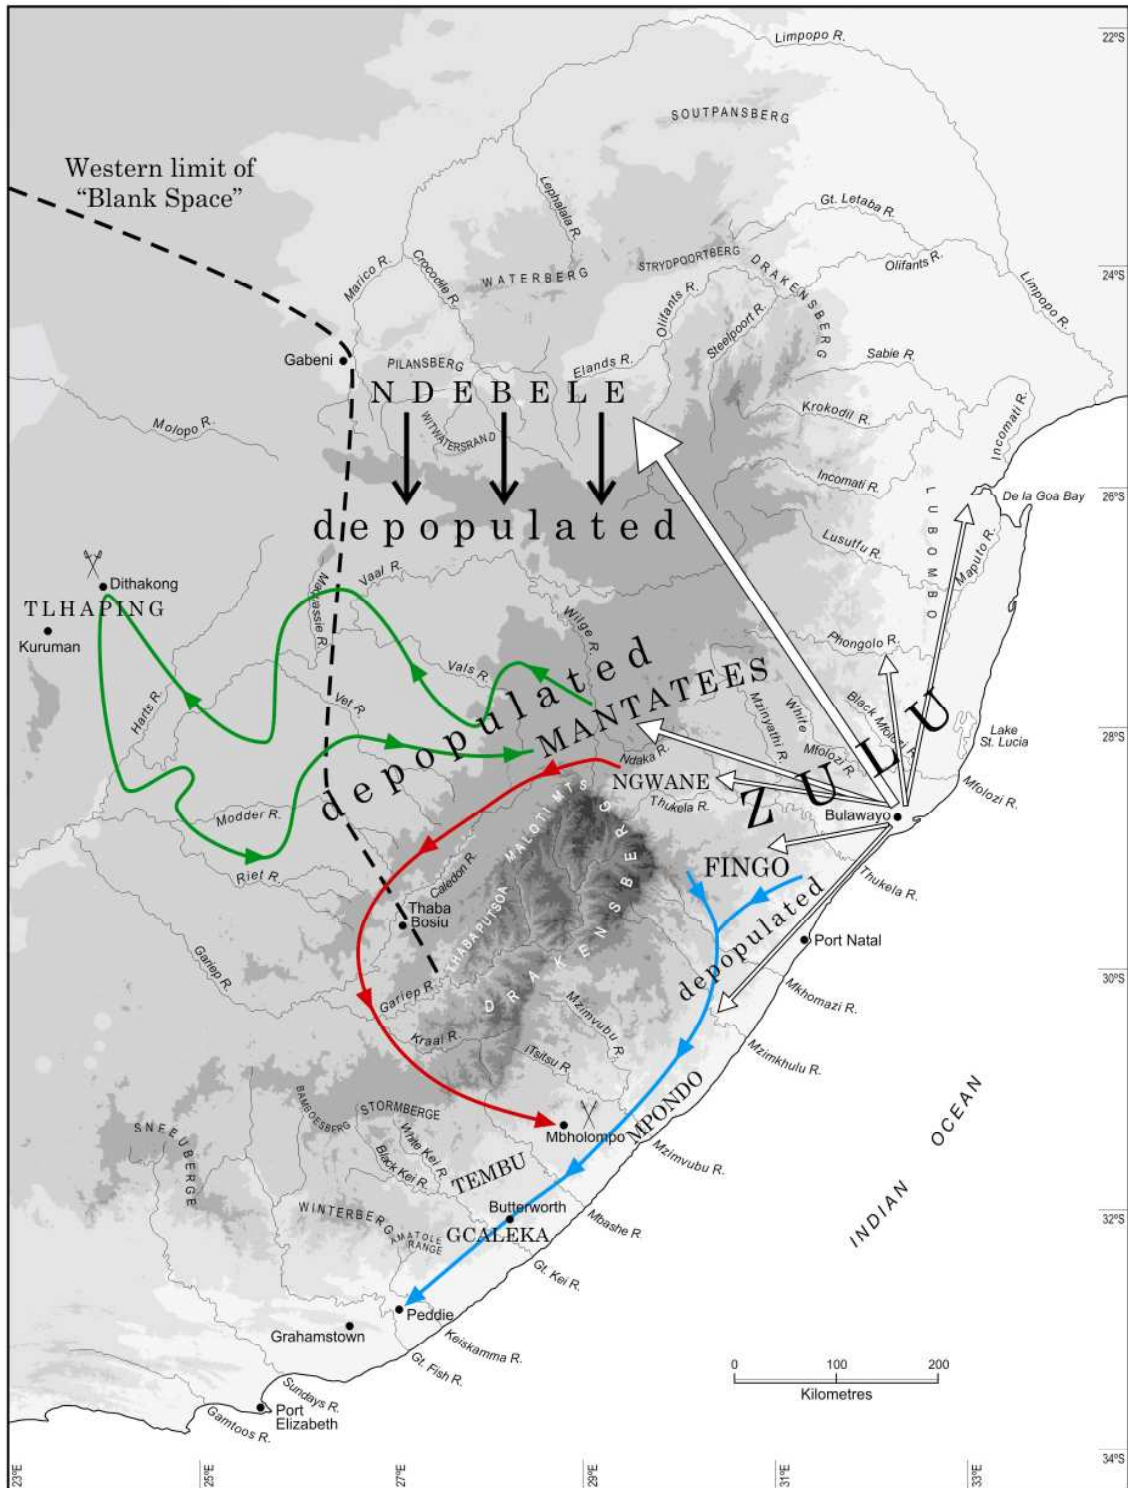 Limpopo R.
22°S
SOUTPANSBERG
Western limit of
“Blank Space”
Lephalala R.
Gt. Letaba R.
Marico R.
Crocodile R.
WATERBERG
STRYDPOORTBERG
DRAKENSBERG
Olifants R.
24°S
Limpopo R.
Olifants R.
Steelpoort R.
Gabeni
PILANSBERG
Elands R.
Sabie R.
NDEBELE
WITWATERSRAND
Krokodil R.
Incomati R.
Molopo R.
Incomati R.
LUBOMBO
De la Goa Bay
26°S
depopulated
Lusutfu R.
Maputo R.
Dithakong
TLHAPING
Kuruman
Vaal R.
Wilge R.
Phongolo R.
Harts R.
Vals R.
Vet R.
depopulated
MANTATEES
Mzinyathi R.
White
Mfolozi R.
Black Mfolozi R.
Lake
St. Lucia
28°S
Ndaka R.
NGWANE
ZULU
Mfolozi R.
Modder R.
MALOTI MTS
Thukela R.
Bulawayo
Riet R.
Caledon R.
FINGO
Thukela R.
Thaba
Bosiu
THABA PUTSOA
DRAKENSBERG
depopulated
Port Natal
Gariep R.
Gariep R.
30°S
Mkhomazi R.
Kraai R.
Mzimvubu R.
iTsitsu R.
Mzimkhulu R.
BAMBOESBERG
STORMBERGE
SNEEUBERGE
White Kei R.
Black Kei R.
Mbholompo
MPONDO
Mzimvubu R.
TEMBU
INDIAN OCEAN
WINTERBERG
AMATOLE
RANGE
Butterworth
GCALEKA
Mbashe R.
32°S
Gt. Kei R.
Peddie
Grahamstown
Keiskamma R.
Gt. Fish R.
0 100 200
Kilometres
Sundays R.
Port
Elizabeth
Gamtoos R.
34°S
23°E 25°E 27°E 29°E 31°E 33°E